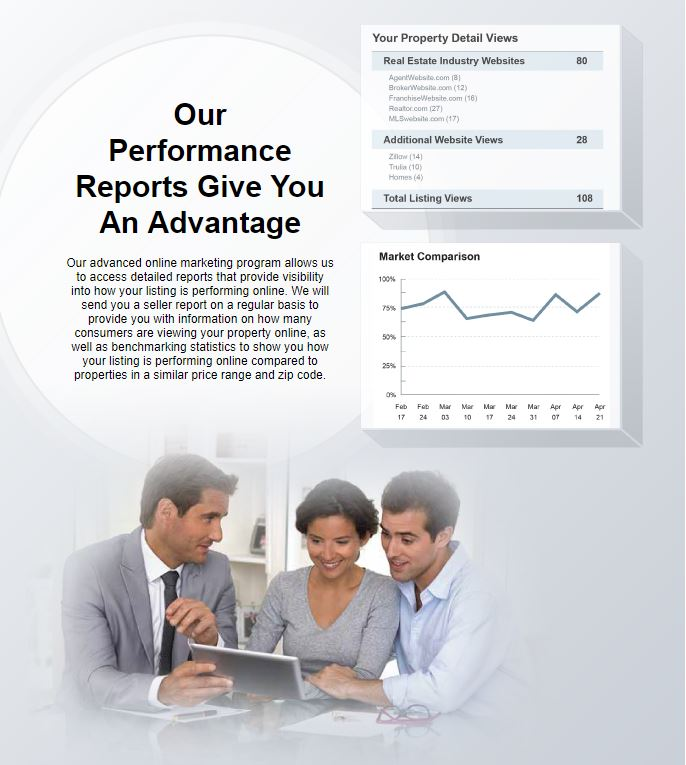 Our
Performance
Reports Give You
An Advantage
Our advanced online marketing program allows us
to access detailed reports that provide visibility
into how your listing is performing online. We will
send you a seller report on a regular basis to
provide you with information on how many
consumers are viewing your property online, as
well as benchmarking statistics to show you how
your listing is performing online compared to
properties in a similar price range and zip code.
Your Property Detail Views
Real Estate Industry Websites 80
AgentWebsite.com (8)
BrokerWebsite.com (12)
FranchiseWebsite.com (16)
Realtor.com (27)
MLSwebsite.com (17)
Additional Website Views 28
Zillow (14)
Trulia (10)
Homes (4)
Total Listing Views 108
Market Comparison
100%
75%
50%
25%
0%
Feb Feb Mar Mar Mar Mar Mar Apr Apr Apr
17 24 03 10 17 24 31 07 14 21